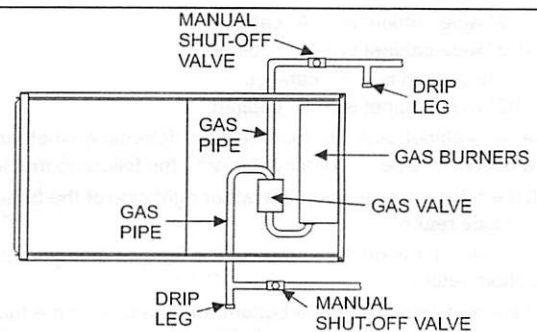 MANUAL
SHUT-OFF
VALVE
DRIP
LEG
GAS
PIPE
GAS BURNERS
GAS VALVE
GAS
PIPE
DRIP
LEG
MANUAL
SHUT-OFF VALVE